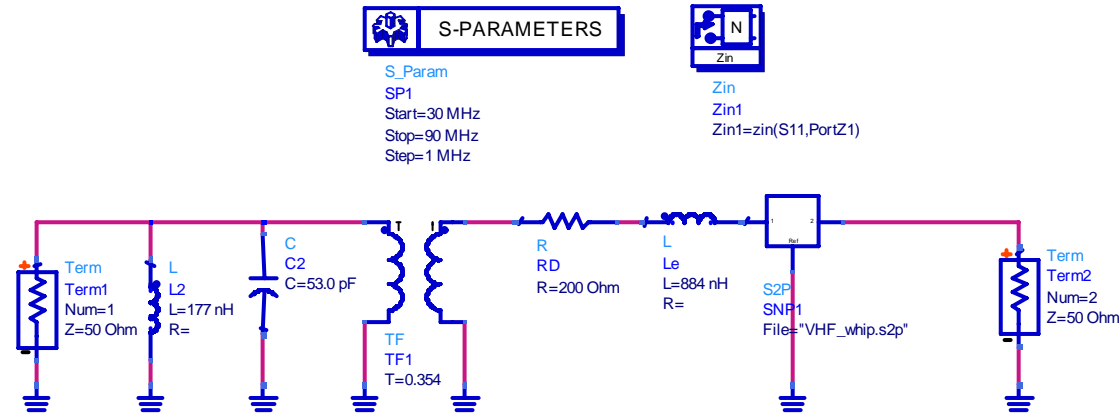 S-PARAMETERS
S_Param
SP1
Start=30 MHz
Stop=90 MHz
Step=1 MHz
N
Zin
Zin
Zin1
Zin1=zin(S11,PortZ1)
+
Term
Term1
Num=1
Z=50 Ohm
-
L
L2
L=177 nH
R=
C
C2
C=53.0 pF
T
1
TF
TF1
T=0.354
R
RD
R=200 Ohm
L
Le
L=884 nH
R=
1
2
Ref
S2P
SNP1
File="VHF_whip.s2p"
+
Term
Term2
Num=2
Z=50 Ohm
-